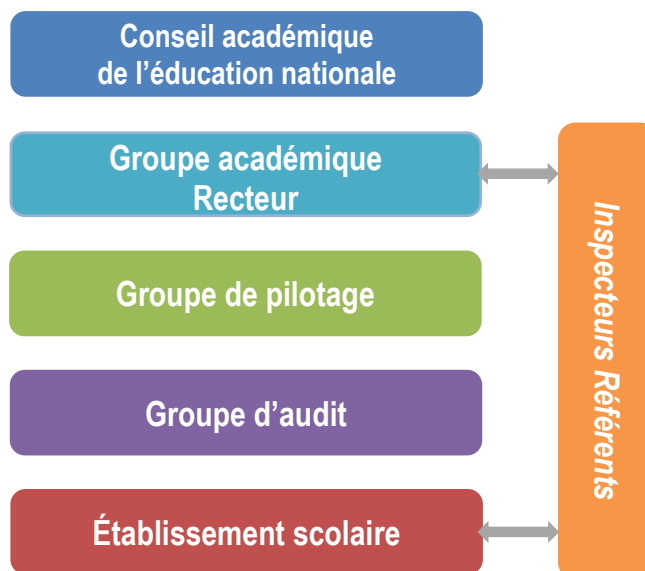 Conseil académique
de l’éducation nationale
Groupe académique
Recteur
Groupe de pilotage
Groupe d’audit
Établissement scolaire
Inspecteurs Référents